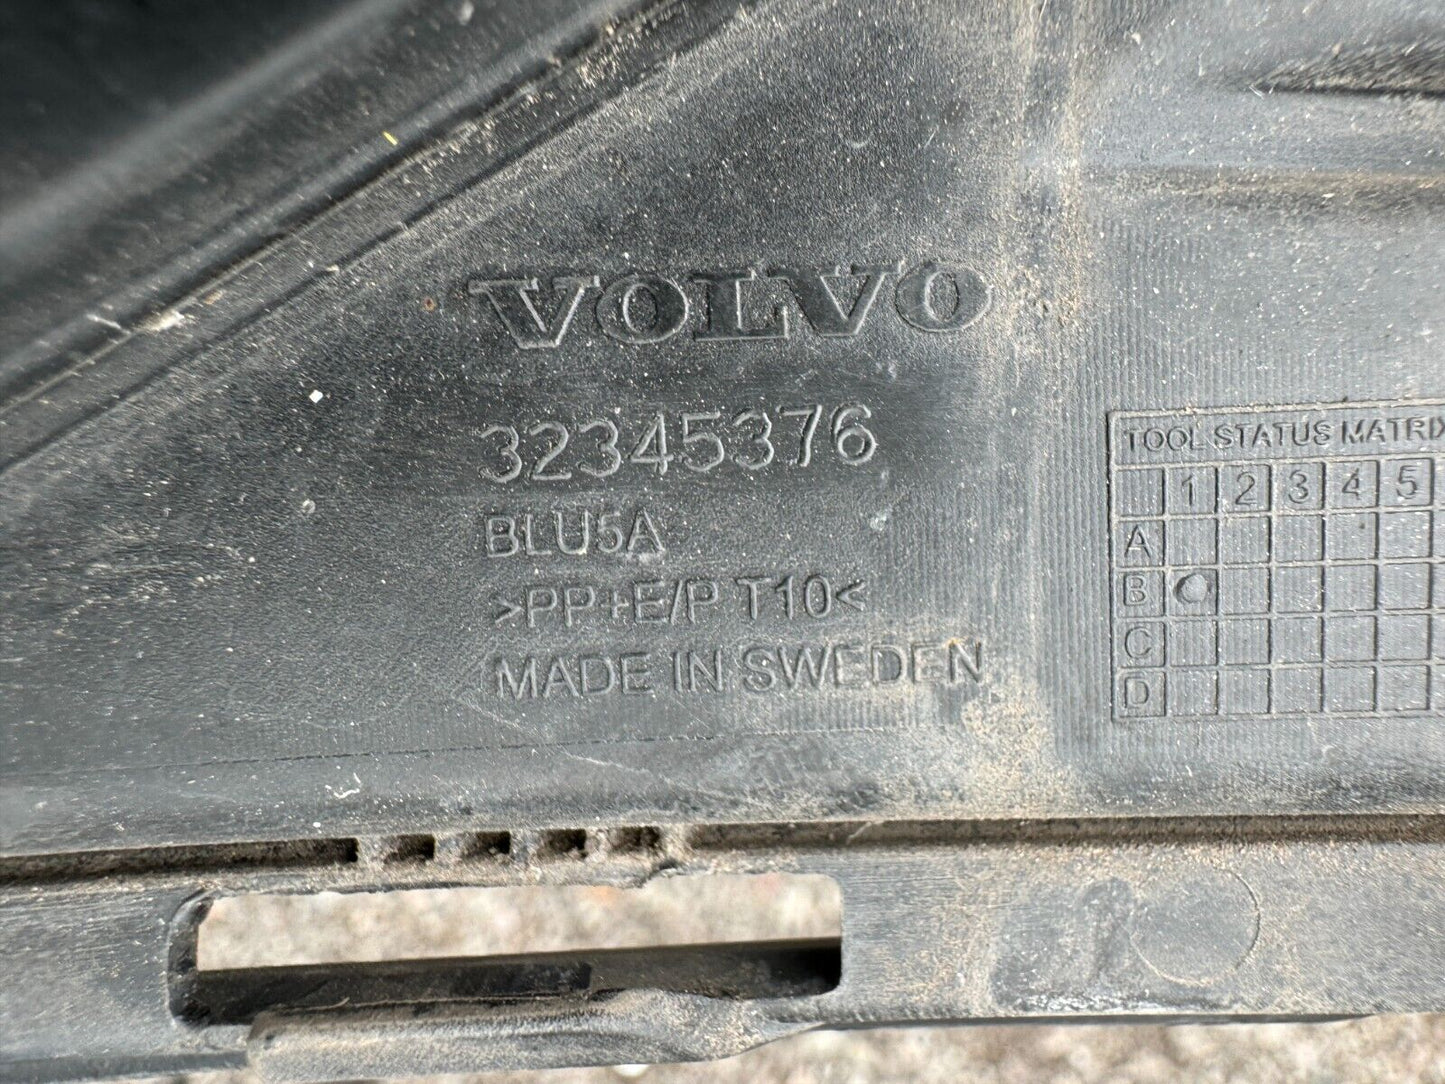 VOLVO
32345376
BLU5A
>PP+E/P T10<
MADE IN SWEDEN
TOOL STATUS MATRIX
1 2 3 4 5
A
B
C
D